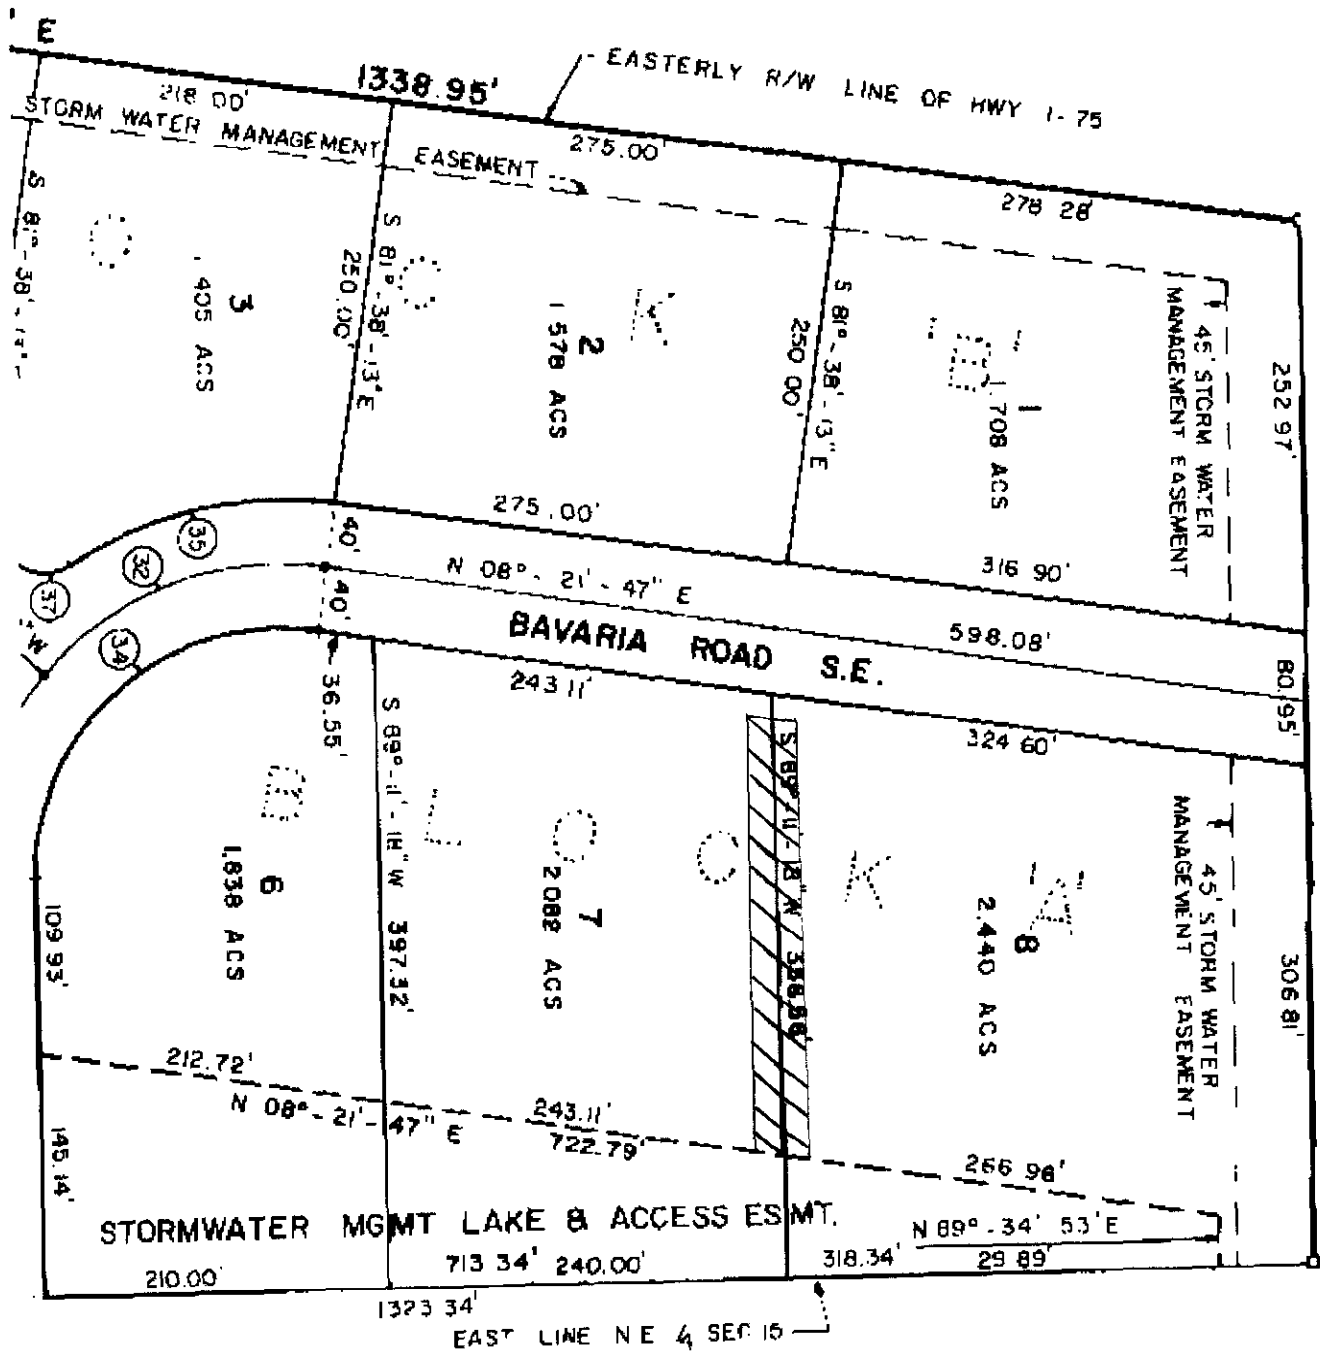 1338.95'
EASTERLY R/W LINE OF HWY I-75
218 00'
STORM WATER MANAGEMENT EASEMENT
275.00'
278 28'
S 81°-38'-13" E
250.00'
S 81°-38'-13" E
250 00'
252 97'
45' STORM WATER
MANAGEMENT EASEMENT
O C K "B"
3
.405 ACS
2
1 578 ACS
1
1.708 ACS
275.00'
316 90'
40'
40'
N 08°-21'-47" E
598.08'
BAVARIA ROAD S.E.
80.95'
35
32
37
34
36.55'
243 11'
324 60'
S 89°-11'-18" W 397.32'
S 89°-11'-18" W
B L O C K "A"
6
1.838 ACS
7
2 082 ACS
8
2.440 ACS
45' STORM WATER
MANAGEMENT EASEMENT
306 81'
109 93'
145.14'
212.72'
N 08°-21'-47" E
243.11'
722.79'
266 96'
STORMWATER MGMT LAKE & ACCESS ESMT.
N 89°-34' 53" E
29 89'
210.00'
713 34'
240.00'
318.34'
1323 34'
EAST LINE N E 1/4 SEC 15